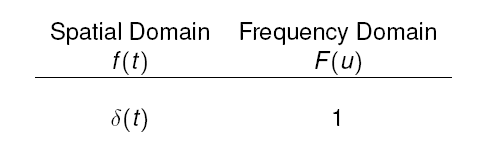 Spatial Domain Frequency Domain
f(t) F(u)
δ(t) 1